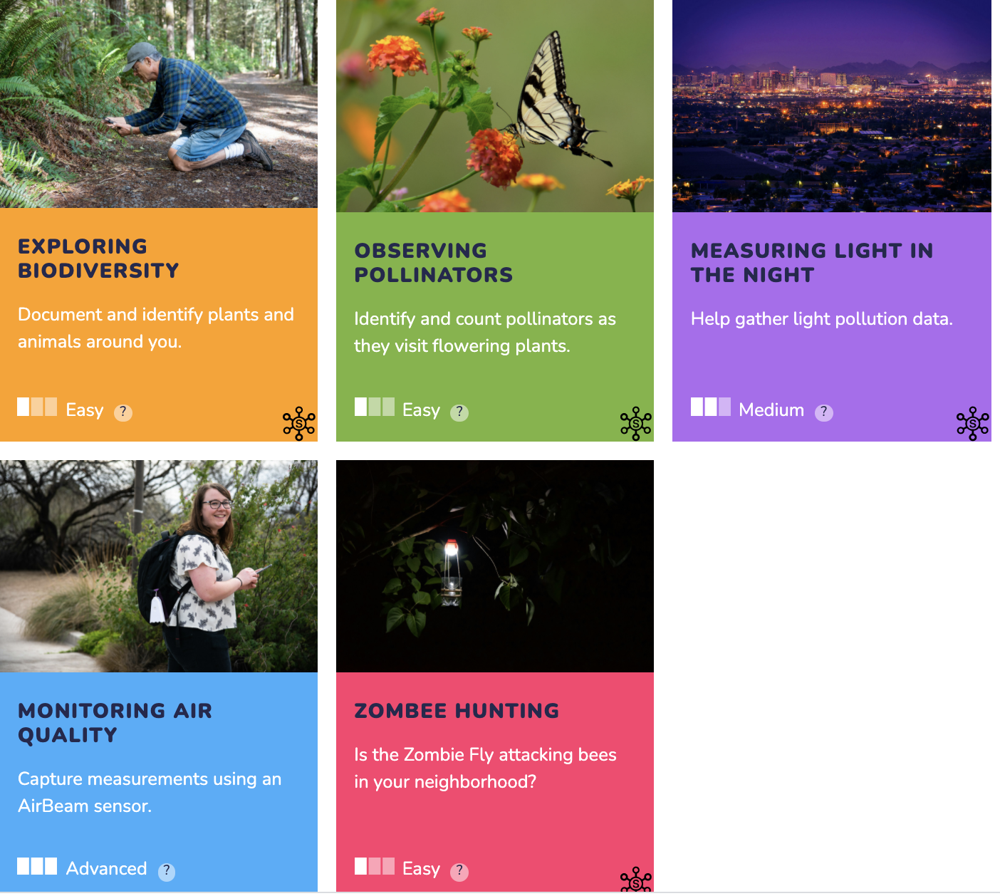 EXPLORING
BIODIVERSITY
Document and identify plants and
animals around you.
Easy ?
S
OBSERVING
POLLINATORS
Identify and count pollinators as
they visit flowering plants.
Easy ?
S
MEASURING LIGHT IN
THE NIGHT
Help gather light pollution data.
Medium ?
S
MONITORING AIR
QUALITY
Capture measurements using an
AirBeam sensor.
Advanced ?
ZOMBEE HUNTING
Is the Zombie Fly attacking bees
in your neighborhood?
Easy ?
S